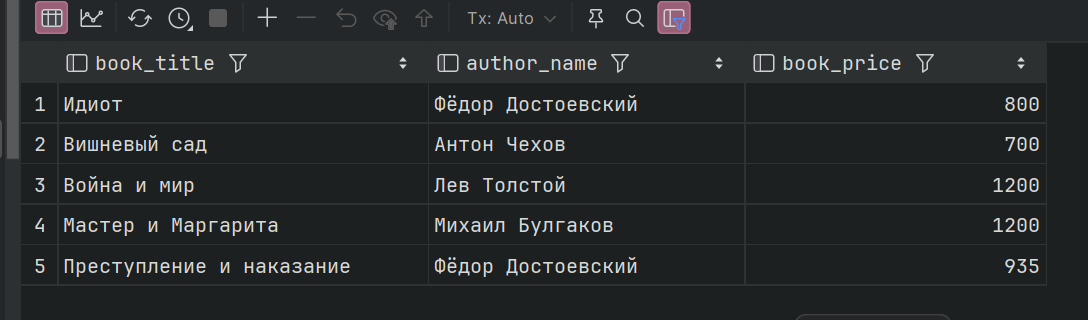 Tx: Auto
book_title author_name book_price
1 Идиот Фёдор Достоевский 800
2 Вишневый сад Антон Чехов 700
3 Война и мир Лев Толстой 1200
4 Мастер и Маргарита Михаил Булгаков 1200
5 Преступление и наказание Фёдор Достоевский 935